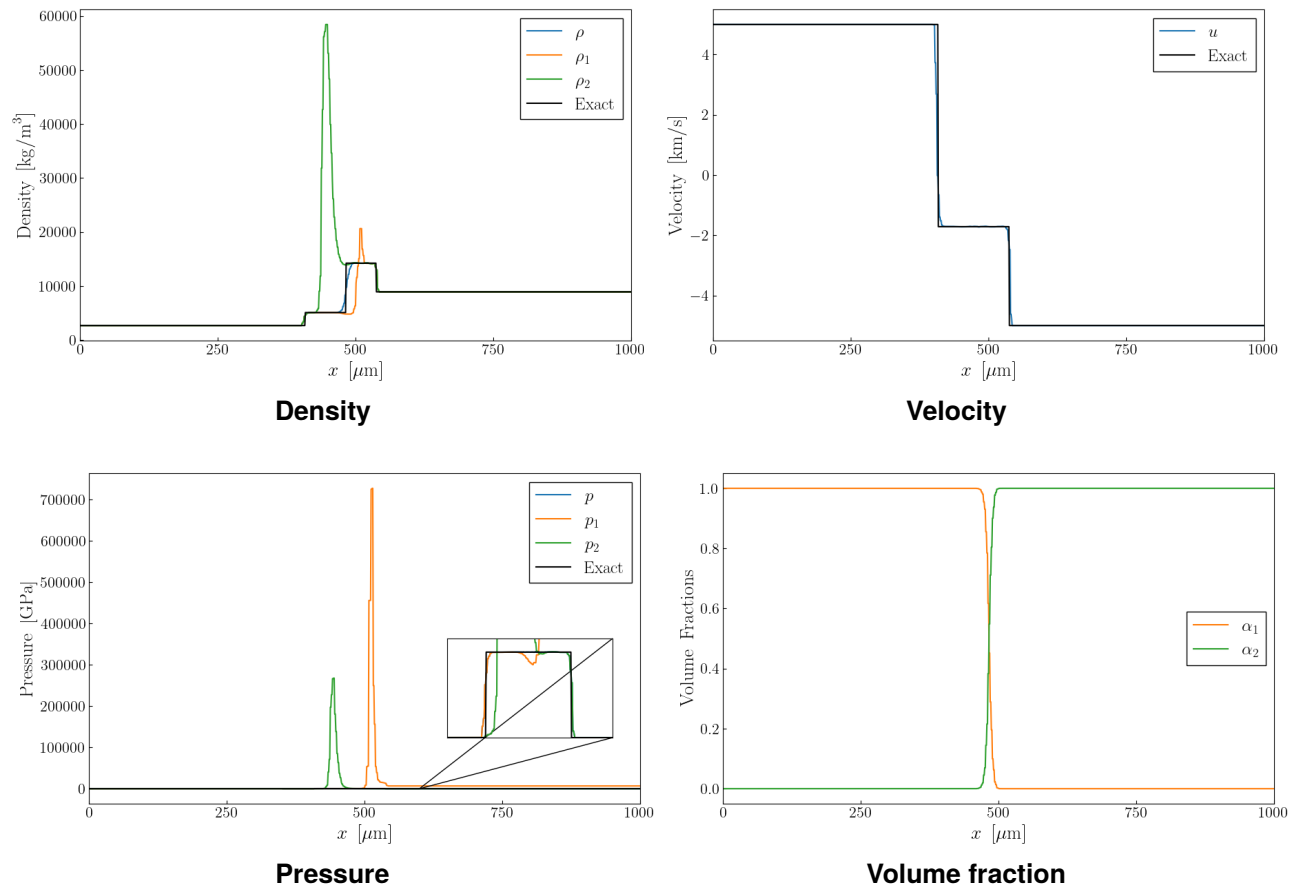 60000
50000
40000
30000
20000
10000
0
Density [kg/m³]
0 250 500 750 1000
x [μm]
ρ
ρ₁
ρ₂
Exact
Density
4
2
0
−2
−4
Velocity [km/s]
0 250 500 750 1000
x [μm]
u
Exact
Velocity
700000
600000
500000
400000
300000
200000
100000
0
Pressure [GPa]
0 250 500 750 1000
x [μm]
p
p₁
p₂
Exact
Pressure
1.0
0.8
0.6
0.4
0.2
0.0
Volume Fractions
0 250 500 750 1000
x [μm]
α₁
α₂
Volume fraction